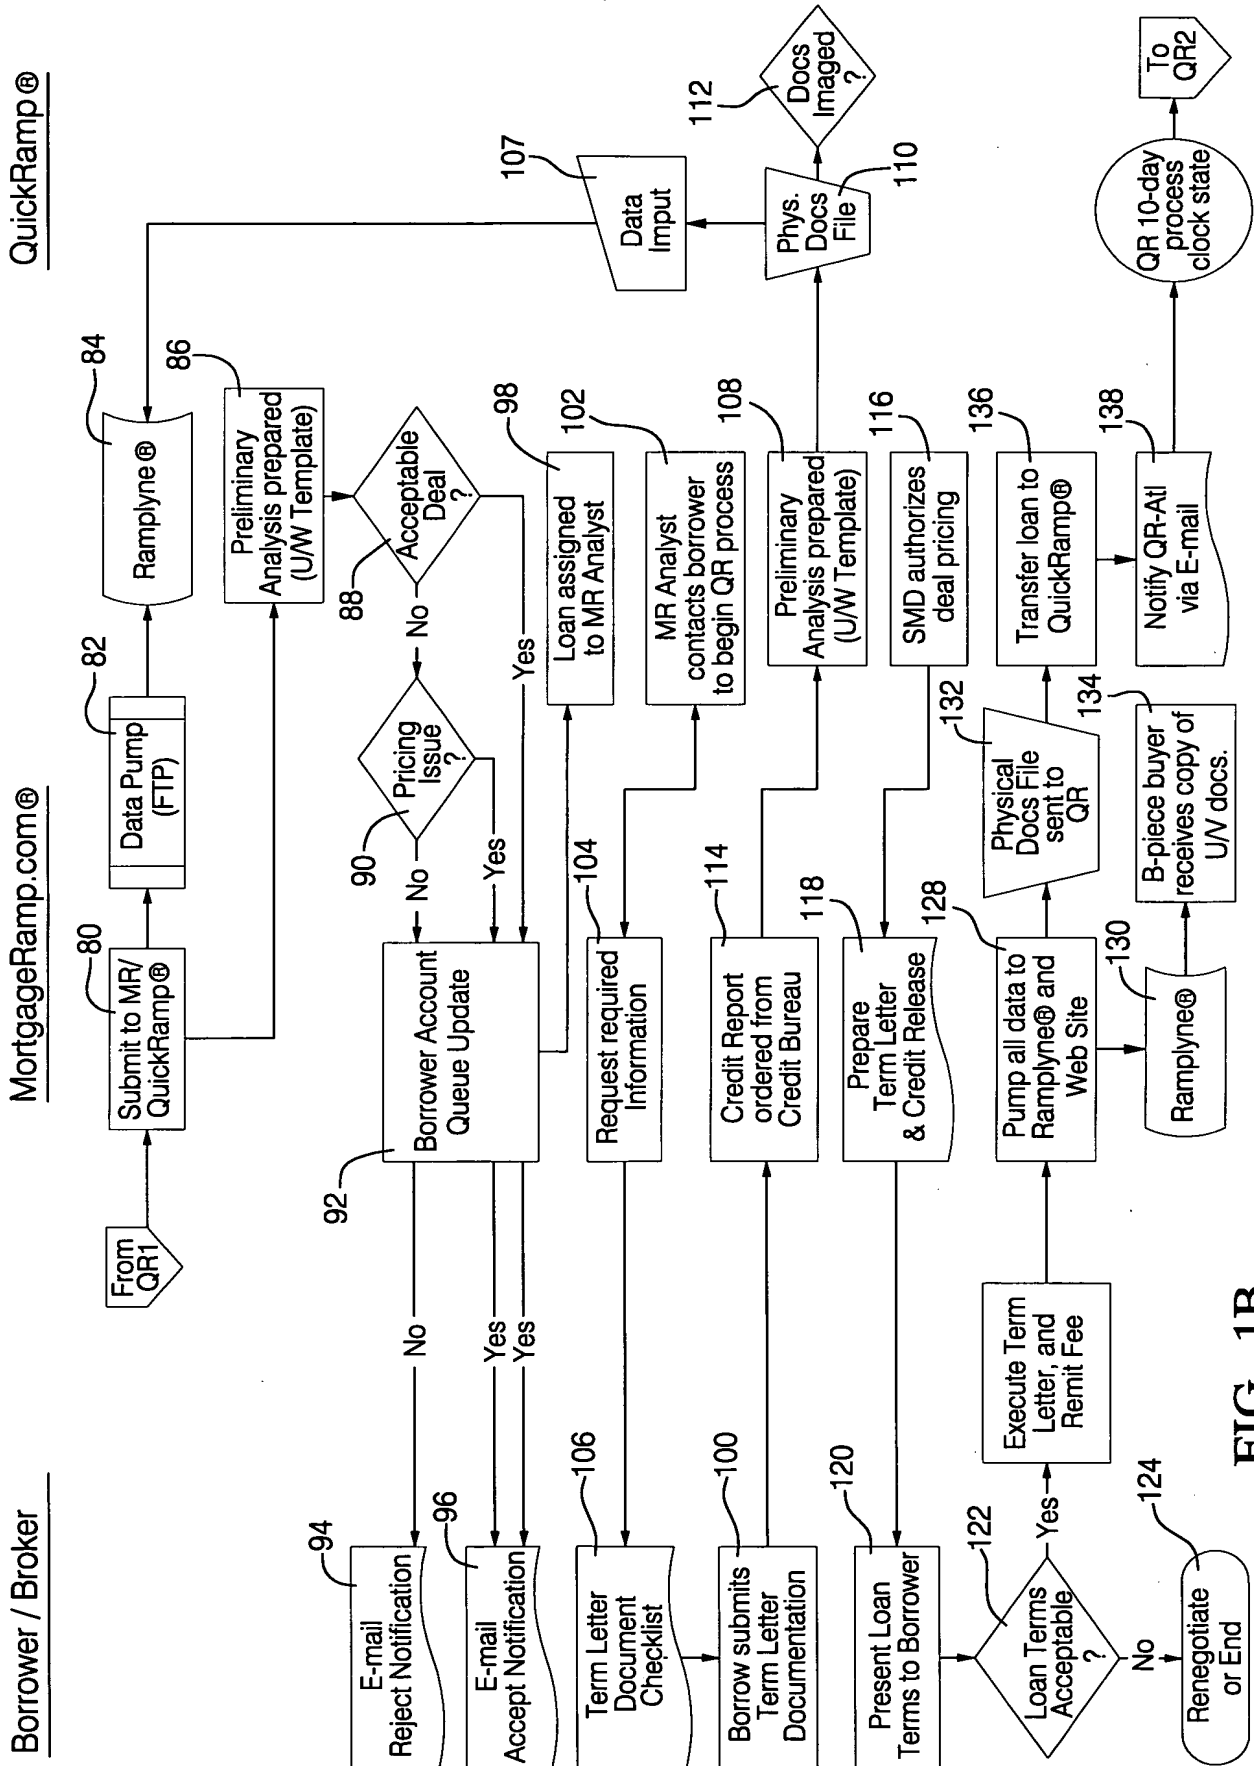 Borrower / Broker
MortgageRamp.com®
QuickRamp®
From
QR1
80
Submit to MR/
QuickRamp®
82
Data Pump
(FTP)
84
Ramplyne®
86
Preliminary
Analysis prepared
(U/W Template)
88
Acceptable
Deal
?
No
Yes
90
Pricing
Issue
?
No
Yes
92
Borrower Account
Queue Update
No
Yes
Yes
94
E-mail
Reject Notification
96
E-mail
Accept Notification
98
Loan assigned
to MR Analyst
102
MR Analyst
contacts borrower
to begin QR process
104
Request required
Information
106
Term Letter
Document
Checklist
100
Borrow submits
Term Letter
Documentation
114
Credit Report
ordered from
Credit Bureau
108
Preliminary
Analysis prepared
(U/W Template)
107
Data
Imput
110
Phys.
Docs
File
112
Docs
Imaged
?
116
SMD authorizes
deal pricing
118
Prepare
Term Letter
& Credit Release
120
Present Loan
Terms to Borrower
122
Loan Terms
Acceptable
?
Yes
No
124
Renegotiate
or End
Execute Term
Letter, and
Remit Fee
128
Pump all data to
Ramplyne® and
Web Site
130
Ramplyne®
132
Physical
Docs File
sent to
QR
134
B-piece buyer
receives copy of
U/V docs.
136
Transfer loan to
QuickRamp®
138
Notify QR-Atl
via E-mail
QR 10-day
process
clock state
To
QR2
FIG. 1B